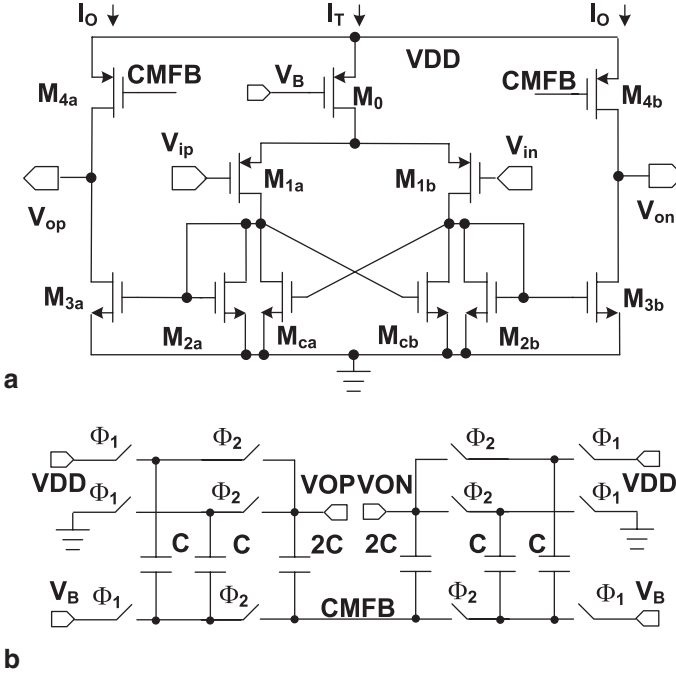 I_O I_T I_O
VDD
CMFB V_B CMFB
M_4a M_0 M_4b
V_ip V_in
M_1a M_1b
V_op V_on
M_3a M_3b
M_2a M_ca M_cb M_2b
a
Φ_1 Φ_2 Φ_2 Φ_1
VDD VOP VON VDD
Φ_1 Φ_2 Φ_2 Φ_1
C C 2C 2C C C
V_B Φ_1 Φ_2 CMFB Φ_2 Φ_1 V_B
b